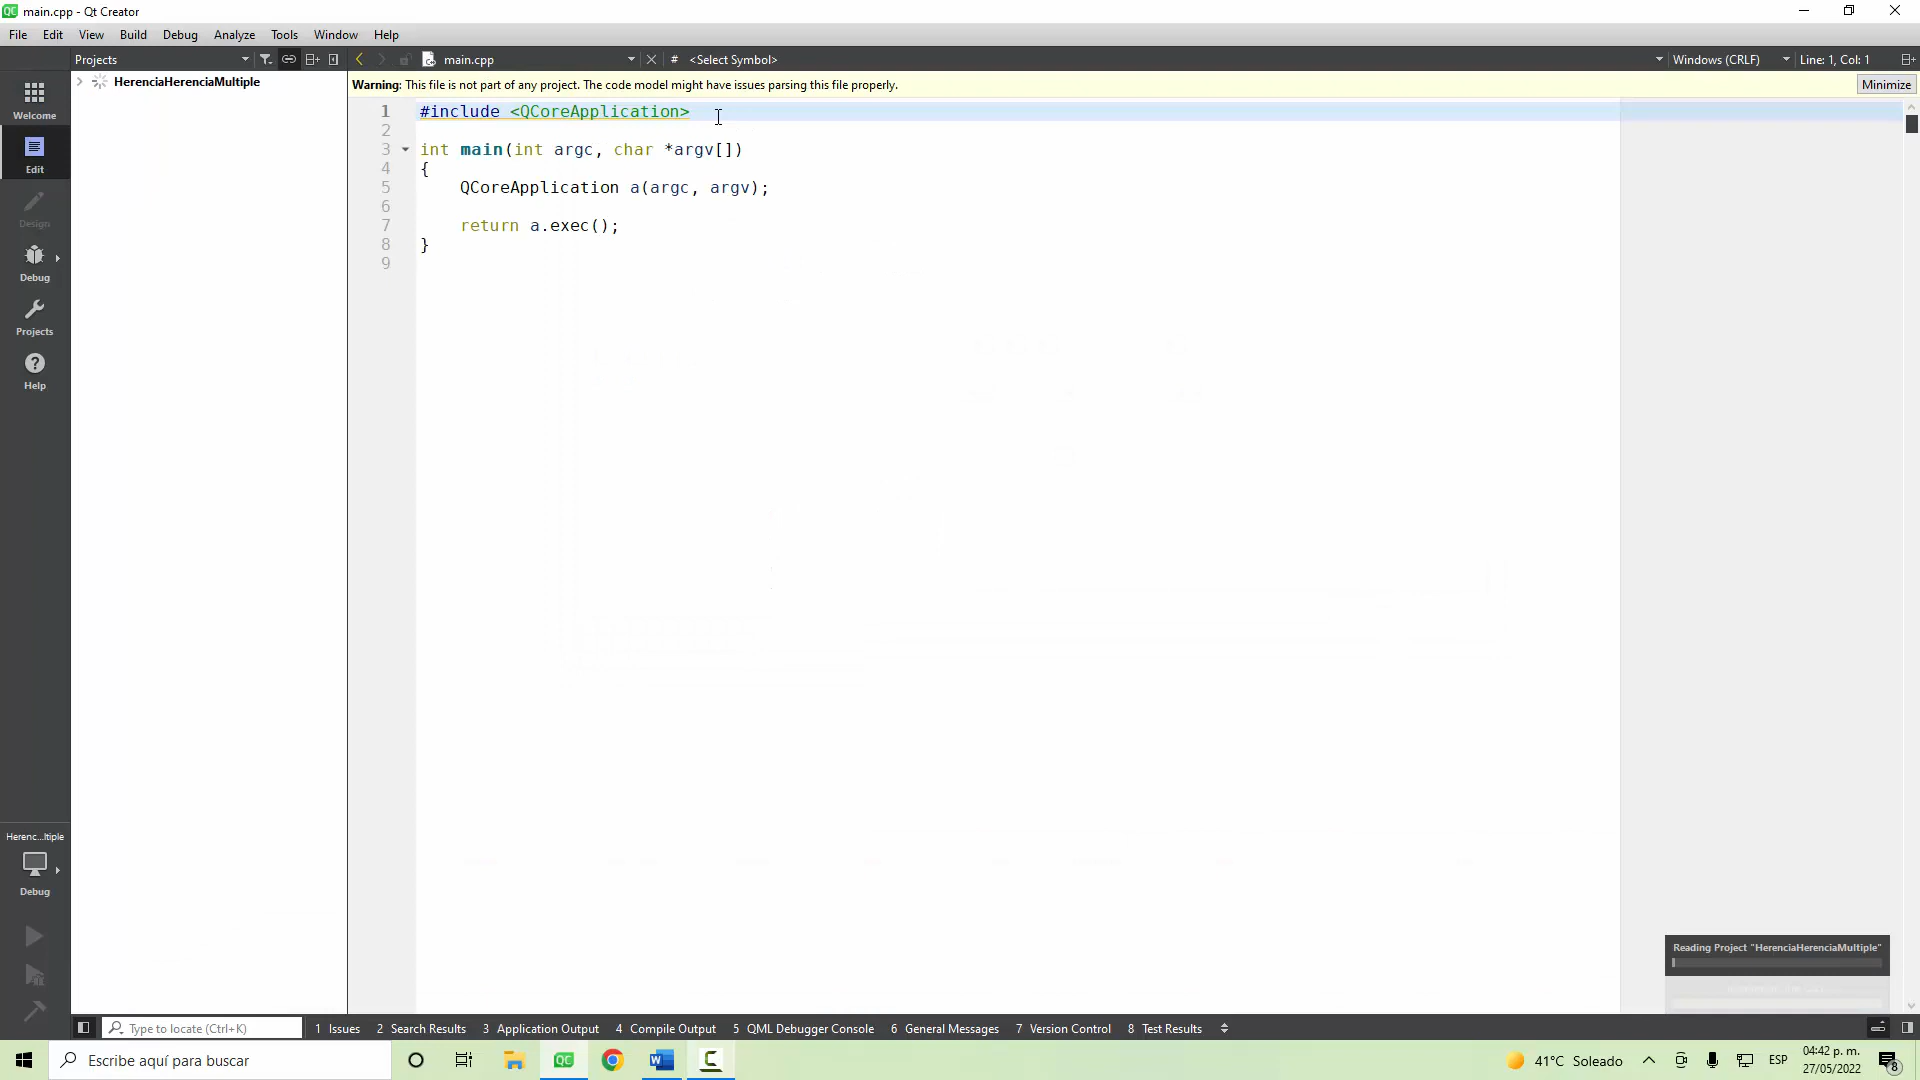 main.cpp - Qt Creator
File Edit View Build Debug Analyze Tools Window Help
Projects main.cpp # <Select Symbol> Windows (CRLF) Line: 1, Col: 1
HerenciaHerenciaMultiple
Warning: This file is not part of any project. The code model might have issues parsing this file properly. Minimize
1 #include <QCoreApplication>
2
3 int main(int argc, char *argv[])
4 {
5 QCoreApplication a(argc, argv);
6
7 return a.exec();
8 }
9
Welcome
Edit
Design
Debug
Projects
Help
Herenc...ltiple
Debug
Reading Project "HerenciaHerenciaMultiple"
Type to locate (Ctrl+K) 1 Issues 2 Search Results 3 Application Output 4 Compile Output 5 QML Debugger Console 6 General Messages 7 Version Control 8 Test Results
Escribe aquí para buscar QC 41°C Soleado ESP 04:42 p. m.
27/05/2022 8